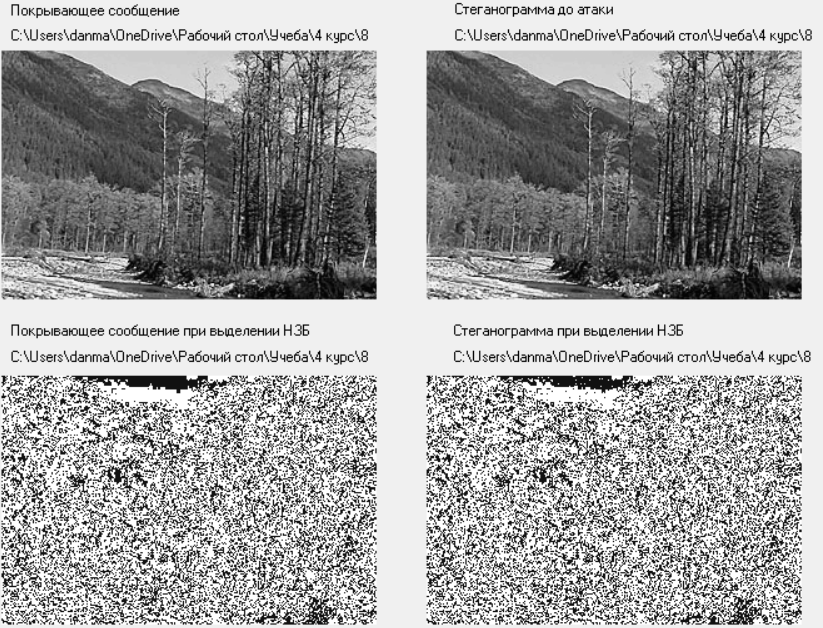 Покрывающее сообщение
C:\Users\danma\OneDrive\Рабочий стол\Учеба\4 курс\8
Стеганограмма до атаки
C:\Users\danma\OneDrive\Рабочий стол\Учеба\4 курс\8
Покрывающее сообщение при выделении НЗБ
C:\Users\danma\OneDrive\Рабочий стол\Учеба\4 курс\8
Стеганограмма при выделении НЗБ
C:\Users\danma\OneDrive\Рабочий стол\Учеба\4 курс\8